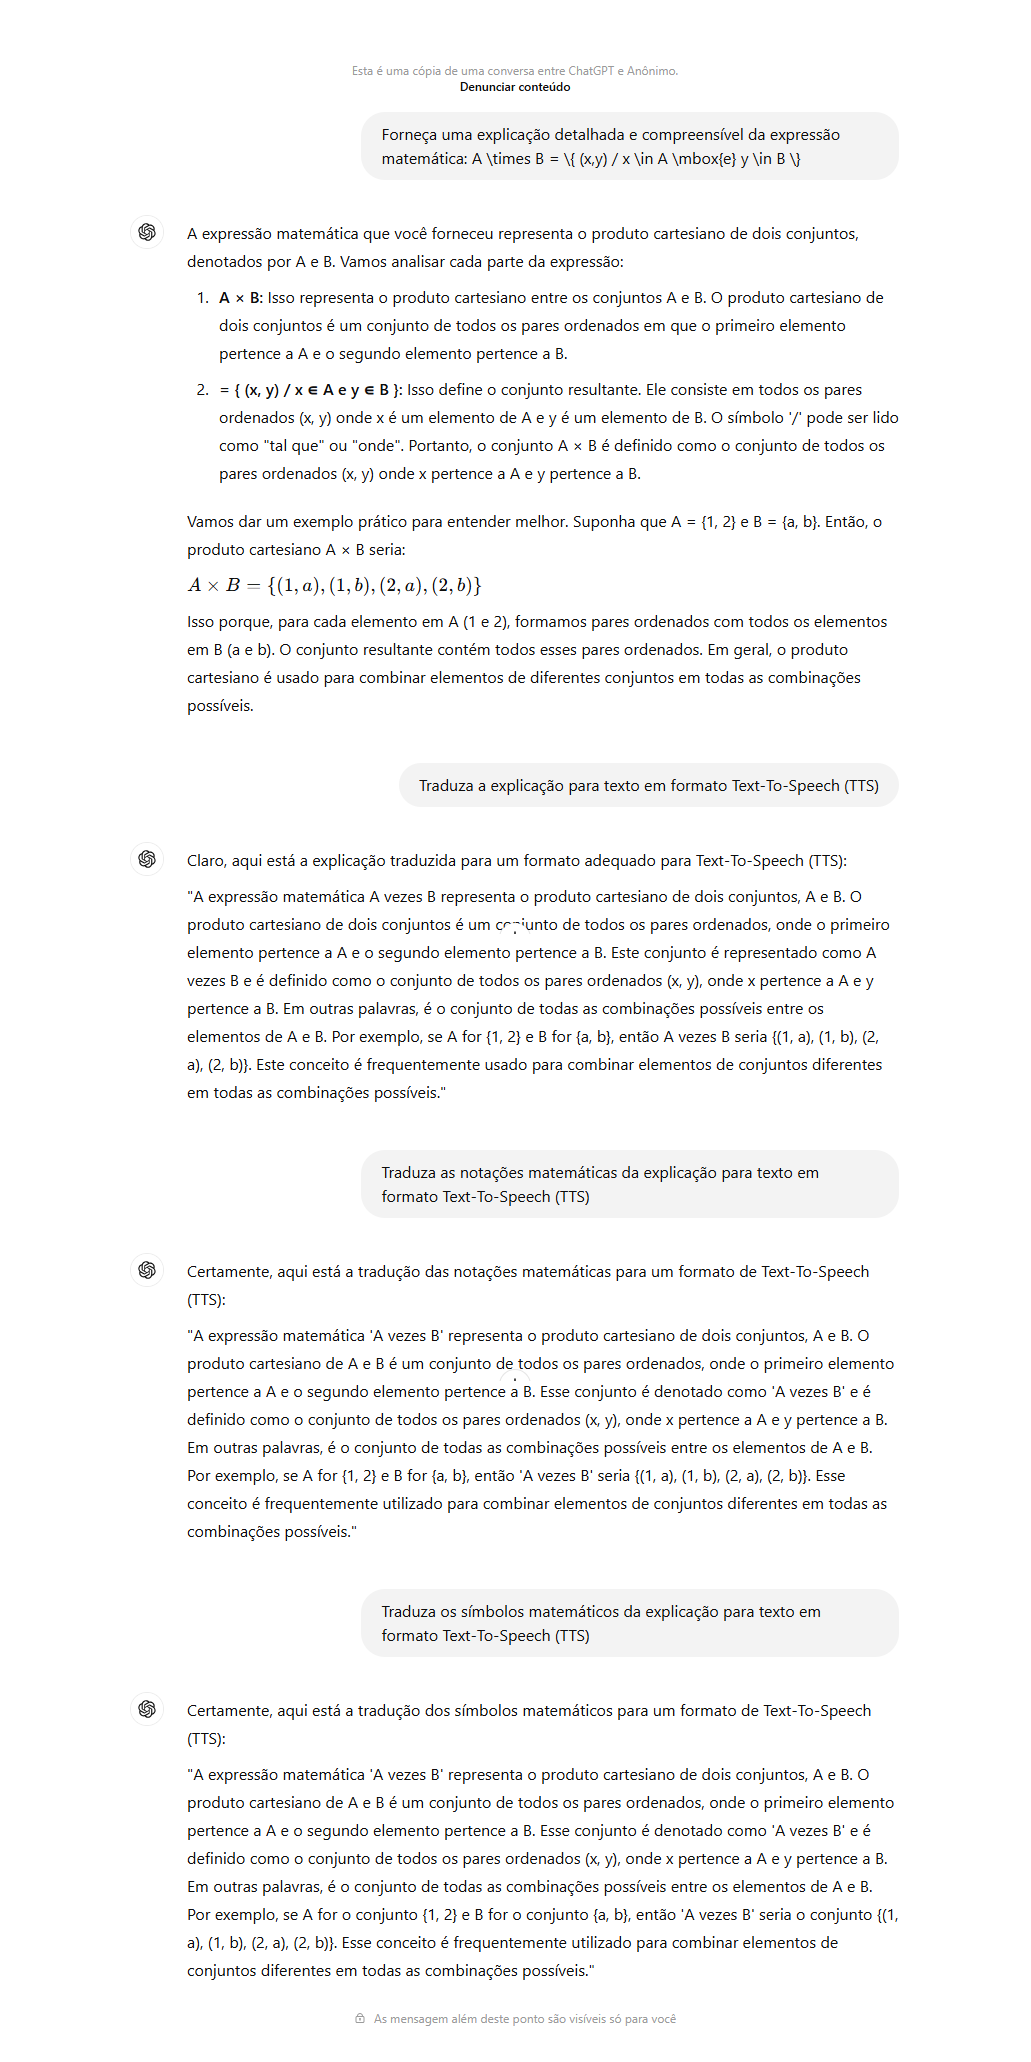 Esta é uma cópia de uma conversa entre ChatGPT e Anônimo.
Denunciar conteúdo
Forneça uma explicação detalhada e compreensível da expressão
matemática: A \times B = \{ (x,y) / x \in A \mbox{e} y \in B \}
A expressão matemática que você forneceu representa o produto cartesiano de dois conjuntos,
denotados por A e B. Vamos analisar cada parte da expressão:
1. A × B: Isso representa o produto cartesiano entre os conjuntos A e B. O produto cartesiano de
dois conjuntos é um conjunto de todos os pares ordenados em que o primeiro elemento
pertence a A e o segundo elemento pertence a B.
2. = { (x, y) / x ∈ A e y ∈ B }: Isso define o conjunto resultante. Ele consiste em todos os pares
ordenados (x, y) onde x é um elemento de A e y é um elemento de B. O símbolo '/' pode ser lido
como "tal que" ou "onde". Portanto, o conjunto A × B é definido como o conjunto de todos os
pares ordenados (x, y) onde x pertence a A e y pertence a B.
Vamos dar um exemplo prático para entender melhor. Suponha que A = {1, 2} e B = {a, b}. Então, o
produto cartesiano A × B seria:
A × B = {(1, a), (1, b), (2, a), (2, b)}
Isso porque, para cada elemento em A (1 e 2), formamos pares ordenados com todos os elementos
em B (a e b). O conjunto resultante contém todos esses pares ordenados. Em geral, o produto
cartesiano é usado para combinar elementos de diferentes conjuntos em todas as combinações
possíveis.
Traduza a explicação para texto em formato Text-To-Speech (TTS)
Claro, aqui está a explicação traduzida para um formato adequado para Text-To-Speech (TTS):
"A expressão matemática A vezes B representa o produto cartesiano de dois conjuntos, A e B. O
produto cartesiano de dois conjuntos é um conjunto de todos os pares ordenados, onde o primeiro
elemento pertence a A e o segundo elemento pertence a B. Este conjunto é representado como A
vezes B e é definido como o conjunto de todos os pares ordenados (x, y), onde x pertence a A e y
pertence a B. Em outras palavras, é o conjunto de todas as combinações possíveis entre os
elementos de A e B. Por exemplo, se A for {1, 2} e B for {a, b}, então A vezes B seria {(1, a), (1, b), (2,
a), (2, b)}. Este conceito é frequentemente usado para combinar elementos de conjuntos diferentes
em todas as combinações possíveis."
Traduza as notações matemáticas da explicação para texto em
formato Text-To-Speech (TTS)
Certamente, aqui está a tradução das notações matemáticas para um formato de Text-To-Speech
(TTS):
"A expressão matemática 'A vezes B' representa o produto cartesiano de dois conjuntos, A e B. O
produto cartesiano de A e B é um conjunto de todos os pares ordenados, onde o primeiro elemento
pertence a A e o segundo elemento pertence a B. Esse conjunto é denotado como 'A vezes B' e é
definido como o conjunto de todos os pares ordenados (x, y), onde x pertence a A e y pertence a B.
Em outras palavras, é o conjunto de todas as combinações possíveis entre os elementos de A e B.
Por exemplo, se A for {1, 2} e B for {a, b}, então 'A vezes B' seria {(1, a), (1, b), (2, a), (2, b)}. Esse
conceito é frequentemente utilizado para combinar elementos de conjuntos diferentes em todas as
combinações possíveis."
Traduza os símbolos matemáticos da explicação para texto em
formato Text-To-Speech (TTS)
Certamente, aqui está a tradução dos símbolos matemáticos para um formato de Text-To-Speech
(TTS):
"A expressão matemática 'A vezes B' representa o produto cartesiano de dois conjuntos, A e B. O
produto cartesiano de A e B é um conjunto de todos os pares ordenados, onde o primeiro elemento
pertence a A e o segundo elemento pertence a B. Esse conjunto é denotado como 'A vezes B' e é
definido como o conjunto de todos os pares ordenados (x, y), onde x pertence a A e y pertence a B.
Em outras palavras, é o conjunto de todas as combinações possíveis entre os elementos de A e B.
Por exemplo, se A for o conjunto {1, 2} e B for o conjunto {a, b}, então 'A vezes B' seria o conjunto {(1,
a), (1, b), (2, a), (2, b)}. Esse conceito é frequentemente utilizado para combinar elementos de
conjuntos diferentes em todas as combinações possíveis."
As mensagem além deste ponto são visíveis só para você